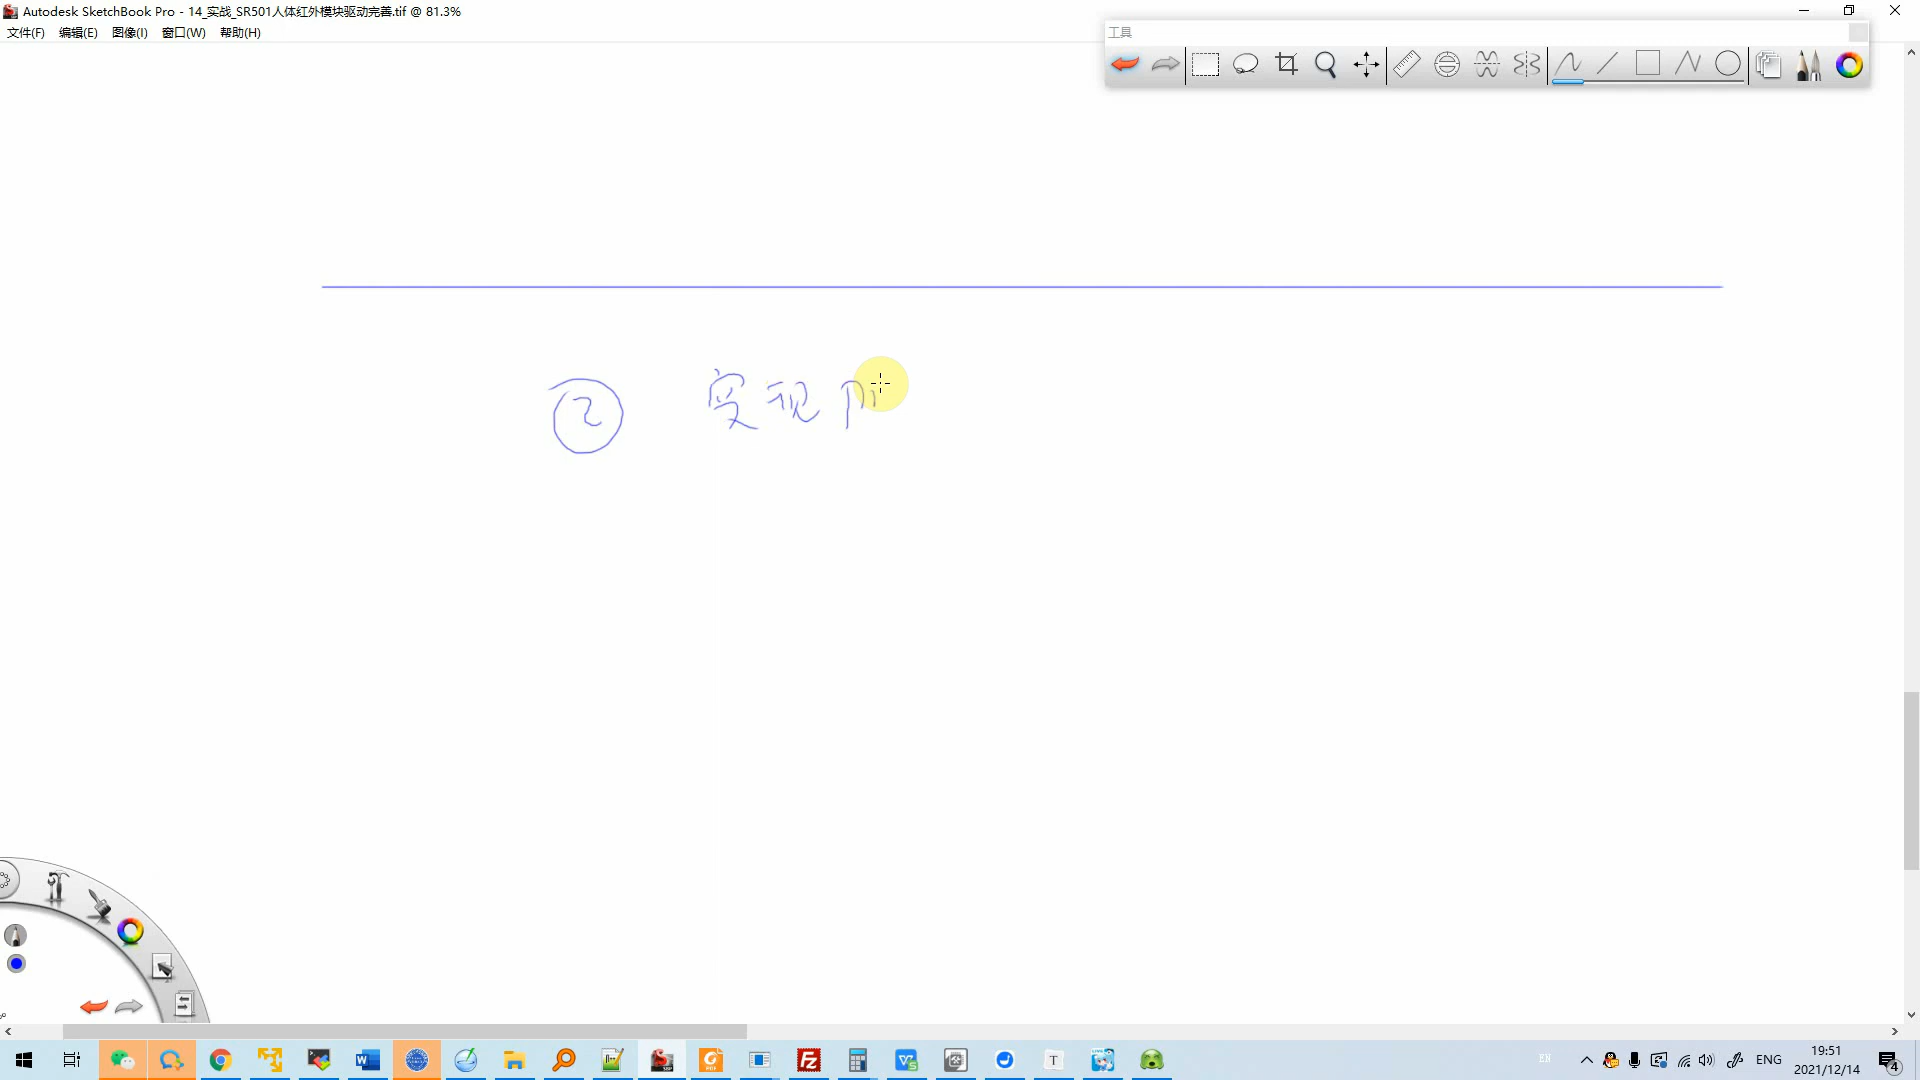 Autodesk SketchBook Pro - 14_实战_SR501人体红外模块驱动完善.tif @ 81.3%
文件(F) 编辑(E) 图像(I) 窗口(W) 帮助(H)
工具
② 实现
EN ENG 19:51
2021/12/14 4